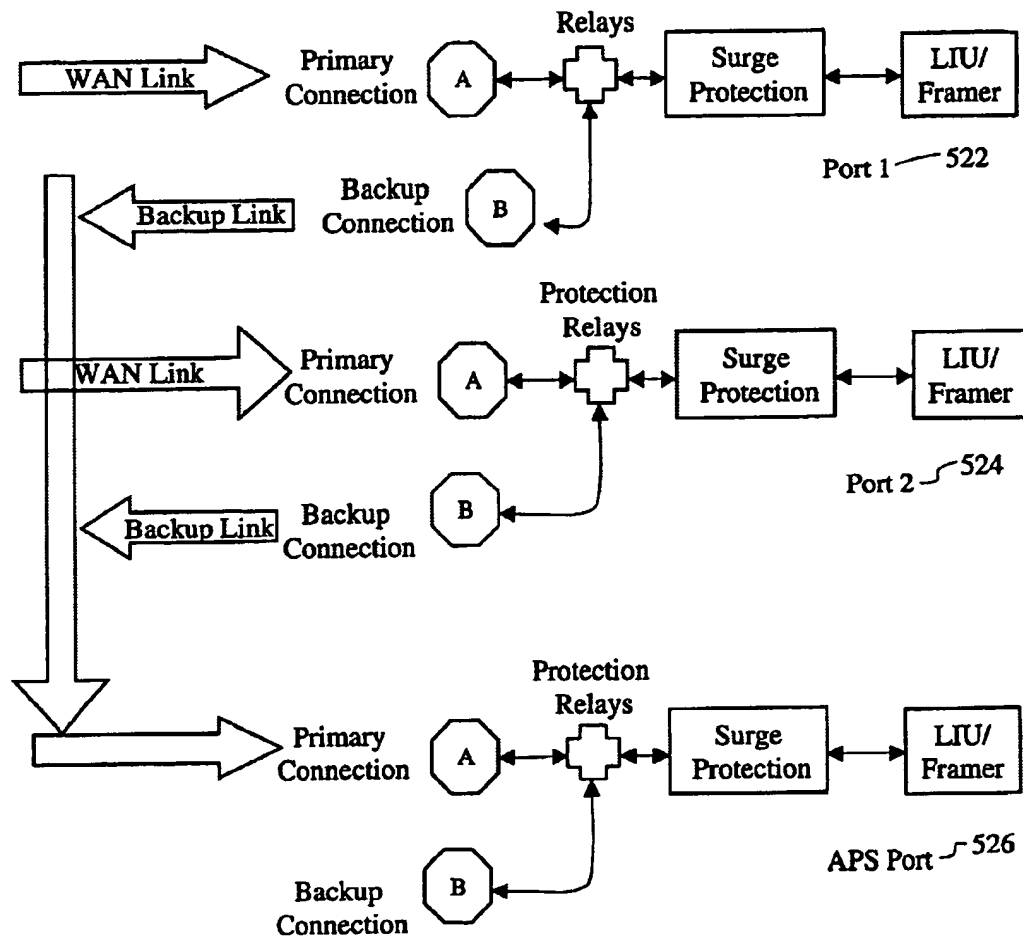 Relays
WAN Link
Primary
Connection
A
Surge
Protection
LIU/
Framer
Port 1
522
Backup Link
Backup
Connection
B
Protection
Relays
WAN Link
Primary
Connection
A
Surge
Protection
LIU/
Framer
Port 2
524
Backup Link
Backup
Connection
B
Protection
Relays
Primary
Connection
A
Surge
Protection
LIU/
Framer
APS Port
526
Backup
Connection
B